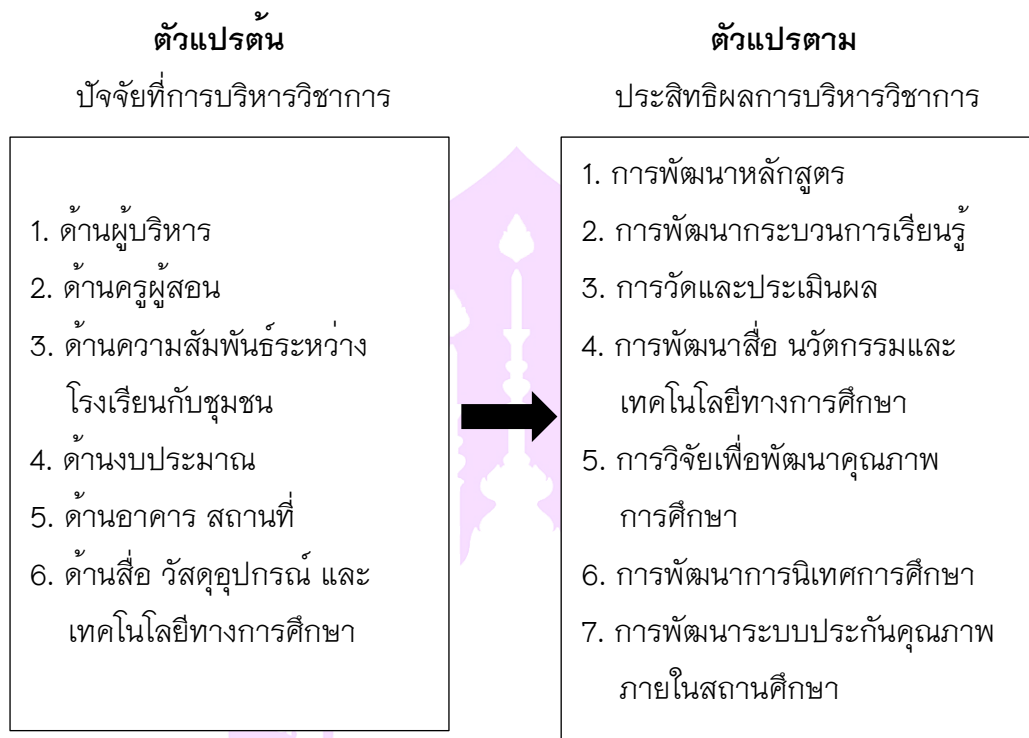 ตัวแปรต้น
ปัจจัยที่การบริหารวิชาการ
1. ด้านผู้บริหาร
2. ด้านครูผู้สอน
3. ด้านความสัมพันธ์ระหว่าง
โรงเรียนกับชุมชน
4. ด้านงบประมาณ
5. ด้านอาคาร สถานที่
6. ด้านสื่อ วัสดุอุปกรณ์ และ
เทคโนโลยีทางการศึกษา
ตัวแปรตาม
ประสิทธิผลการบริหารวิชาการ
1. การพัฒนาหลักสูตร
2. การพัฒนากระบวนการเรียนรู้
3. การวัดและประเมินผล
4. การพัฒนาสื่อ นวัตกรรมและ
เทคโนโลยีทางการศึกษา
5. การวิจัยเพื่อพัฒนาคุณภาพ
การศึกษา
6. การพัฒนาการนิเทศการศึกษา
7. การพัฒนาระบบประกันคุณภาพ
ภายในสถานศึกษา